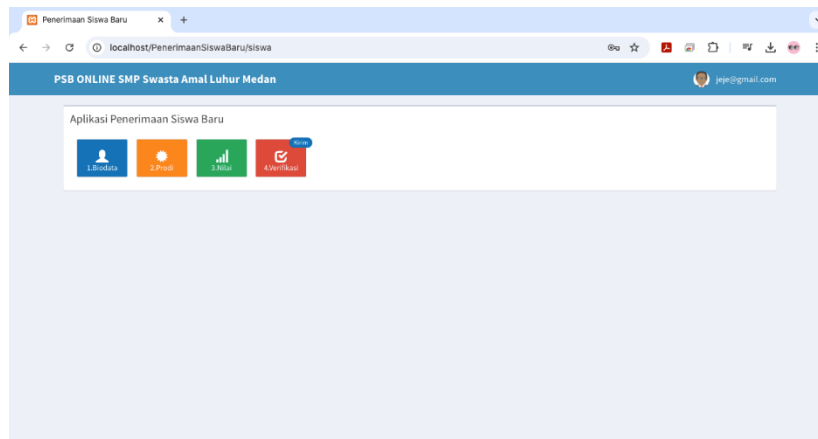 Penerimaan Siswa Baru
localhost/PenerimaanSiswaBaru/siswa
PSB ONLINE SMP Swasta Amal Luhur Medan
jeje@gmail.com
Aplikasi Penerimaan Siswa Baru
Kirim
1.Biodata
2.Prodi
3.Nilai
4.Verifikasi